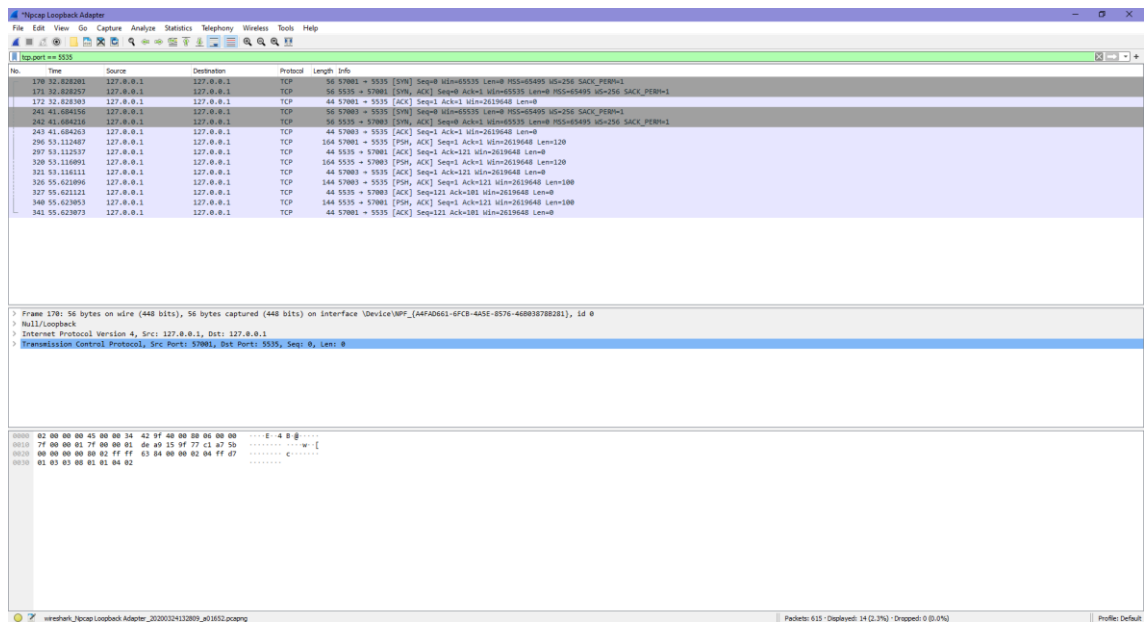 *Npcap Loopback Adapter
File Edit View Go Capture Analyze Statistics Telephony Wireless Tools Help
tcp.port == 5535
No. Time Source Destination Protocol Length Info
170 32.828201 127.0.0.1 127.0.0.1 TCP 56 57001 → 5535 [SYN] Seq=0 Win=65535 Len=0 MSS=65495 WS=256 SACK_PERM=1
171 32.828257 127.0.0.1 127.0.0.1 TCP 56 5535 → 57001 [SYN, ACK] Seq=0 Ack=1 Win=65535 Len=0 MSS=65495 WS=256 SACK_PERM=1
172 32.828303 127.0.0.1 127.0.0.1 TCP 44 57001 → 5535 [ACK] Seq=1 Ack=1 Win=2619648 Len=0
241 41.684156 127.0.0.1 127.0.0.1 TCP 56 57003 → 5535 [SYN] Seq=0 Win=65535 Len=0 MSS=65495 WS=256 SACK_PERM=1
242 41.684216 127.0.0.1 127.0.0.1 TCP 56 5535 → 57003 [SYN, ACK] Seq=0 Ack=1 Win=65535 Len=0 MSS=65495 WS=256 SACK_PERM=1
243 41.684263 127.0.0.1 127.0.0.1 TCP 44 57003 → 5535 [ACK] Seq=1 Ack=1 Win=2619648 Len=0
296 53.112487 127.0.0.1 127.0.0.1 TCP 164 57001 → 5535 [PSH, ACK] Seq=1 Ack=1 Win=2619648 Len=120
297 53.112537 127.0.0.1 127.0.0.1 TCP 44 5535 → 57001 [ACK] Seq=1 Ack=121 Win=2619648 Len=0
320 53.116091 127.0.0.1 127.0.0.1 TCP 164 5535 → 57003 [PSH, ACK] Seq=1 Ack=1 Win=2619648 Len=120
321 53.116111 127.0.0.1 127.0.0.1 TCP 44 57003 → 5535 [ACK] Seq=1 Ack=121 Win=2619648 Len=0
326 55.621096 127.0.0.1 127.0.0.1 TCP 144 57003 → 5535 [PSH, ACK] Seq=1 Ack=121 Win=2619648 Len=100
327 55.621121 127.0.0.1 127.0.0.1 TCP 44 5535 → 57003 [ACK] Seq=121 Ack=101 Win=2619648 Len=0
340 55.623053 127.0.0.1 127.0.0.1 TCP 144 5535 → 57001 [PSH, ACK] Seq=1 Ack=121 Win=2619648 Len=100
341 55.623073 127.0.0.1 127.0.0.1 TCP 44 57001 → 5535 [ACK] Seq=121 Ack=101 Win=2619648 Len=0
> Frame 170: 56 bytes on wire (448 bits), 56 bytes captured (448 bits) on interface \Device\NPF_{A4FAD661-6FCB-4A5E-8576-46B03878B281}, id 0
> Null/Loopback
> Internet Protocol Version 4, Src: 127.0.0.1, Dst: 127.0.0.1
> Transmission Control Protocol, Src Port: 57001, Dst Port: 5535, Seq: 0, Len: 0
0000 02 00 00 00 45 00 00 34 42 9f 40 00 80 06 00 00 ····E··4 B·@·····
0010 7f 00 00 01 7f 00 00 01 de a9 15 9f 77 c1 a7 5b ········ ····w··[
0020 00 00 00 00 80 02 ff ff 63 84 00 00 02 04 ff d7 ········ c·······
0030 01 03 03 08 01 01 04 02 ········
wireshark_Npcap Loopback Adapter_20200324132809_a01652.pcapng
Packets: 615 · Displayed: 14 (2.3%) · Dropped: 0 (0.0%)
Profile: Default